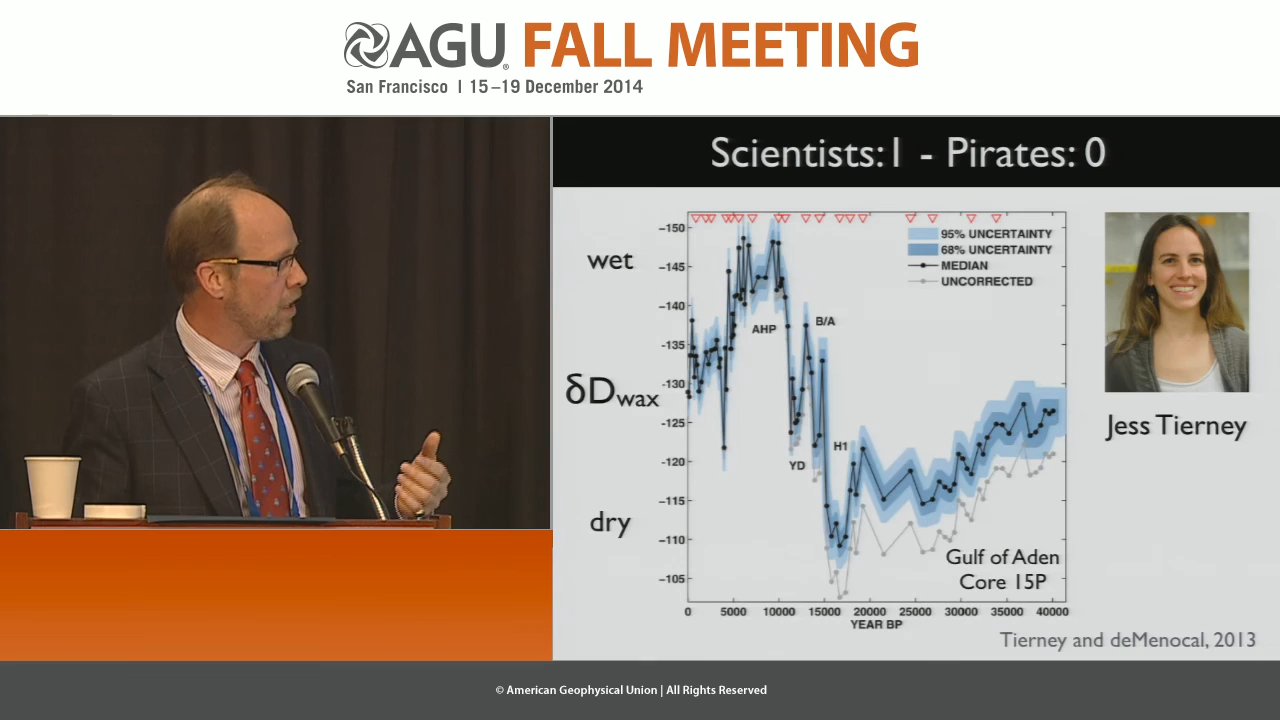 AGU® FALL MEETING
San Francisco | 15–19 December 2014
Scientists: 1 - Pirates: 0
wet
δDwax
dry
-150
-145
-140
-135
-130
-125
-120
-115
-110
-105
95% UNCERTAINTY
68% UNCERTAINTY
MEDIAN
UNCORRECTED
AHP
B/A
YD
H1
Gulf of Aden
Core 15P
0 5000 10000 15000 20000 25000 30000 35000 40000
YEAR BP
Jess Tierney
Tierney and deMenocal, 2013
© American Geophysical Union | All Rights Reserved